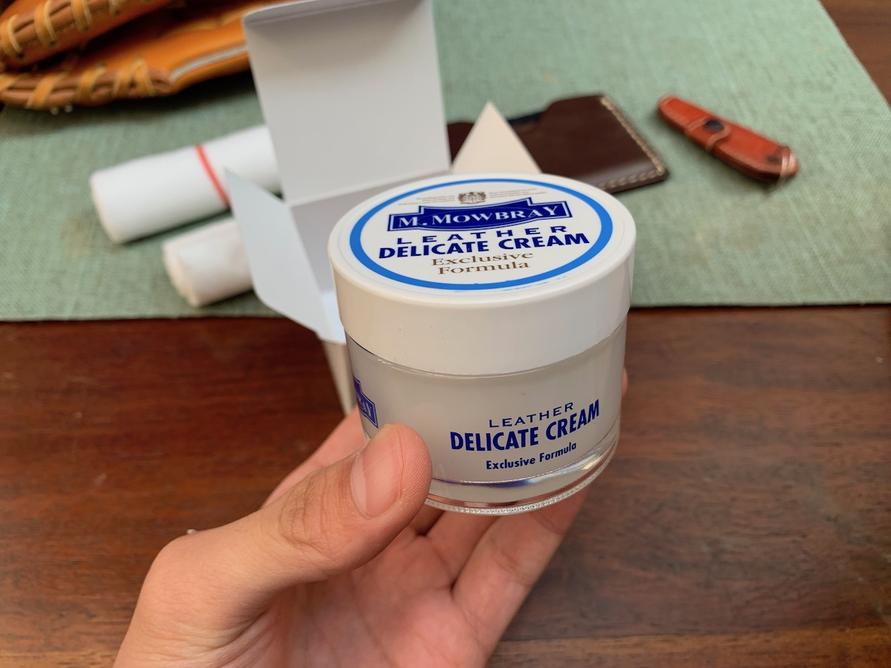 M. MOWBRAY
LEATHER
DELICATE CREAM
Exclusive
Formula
LEATHER
DELICATE CREAM
Exclusive Formula